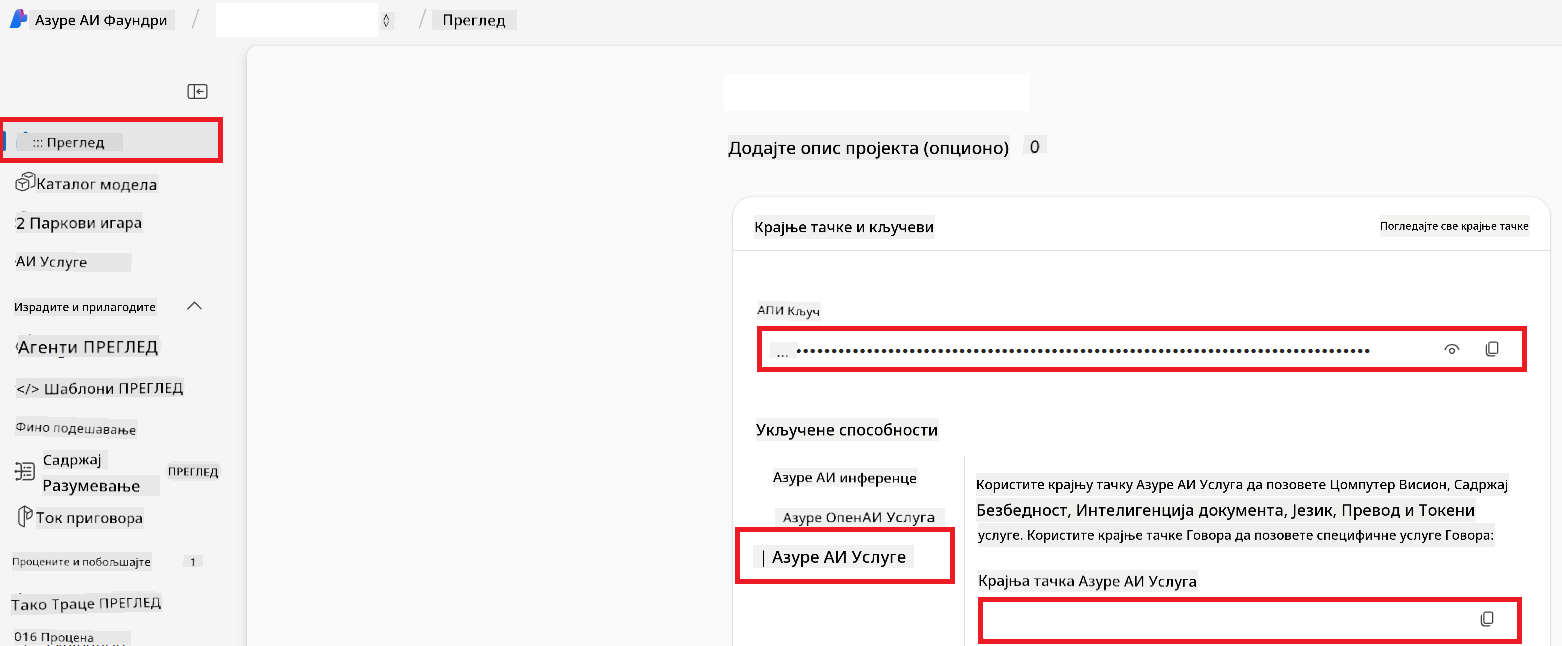 Азуре АИ Фаундри / / Преглед
::: Преглед
Каталог модела
2 Паркови игара
АИ Услуге
Израдите и прилагодите
Агенти ПРЕГЛЕД
</> Шаблони ПРЕГЛЕД
Фино подешавање
Садржај
Разумевање
ПРЕГЛЕД
Ток приговора
Процените и побољшајте 1
Тако Траце ПРЕГЛЕД
016 Процена
Додајте опис пројекта (опционо) 0
Крајње тачке и кључеви
Погледајте све крајње тачке
АПИ Кључ
...
Укључене способности
Азуре АИ инференце
Азуре ОпенАИ Услуга
| Азуре АИ Услуге
Користите крајњу тачку Азуре АИ Услуга да позовете Цомпутер Висион, Садржај
Безбедност, Интелигенција документа, Језик, Превод и Токени
услуге. Користите крајње тачке Говора да позовете специфичне услуге Говора:
Крајња тачка Азуре АИ Услуга